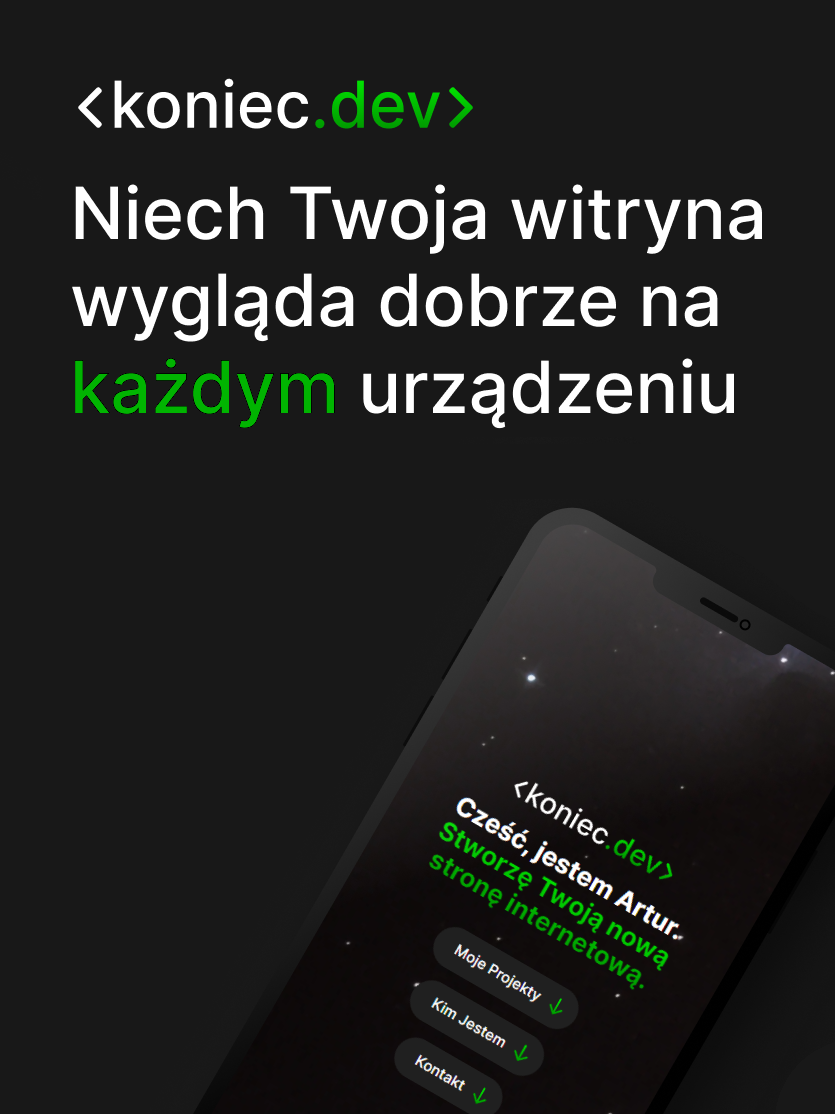 <koniec.dev>
Niech Twoja witryna
wygląda dobrze na
każdym urządzeniu
<koniec.dev>
Cześć, jestem Artur.
Stworzę Twoją nową
stronę internetową.
Moje Projekty ↓
Kim Jestem ↓
Kontakt ↓